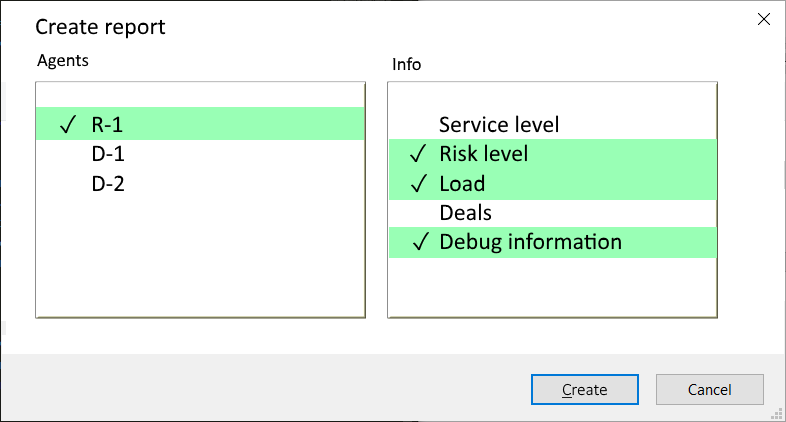 Create report
Agents
Info
✓ R-1
D-1
D-2
Service level
✓ Risk level
✓ Load
Deals
✓ Debug information
Create
Cancel